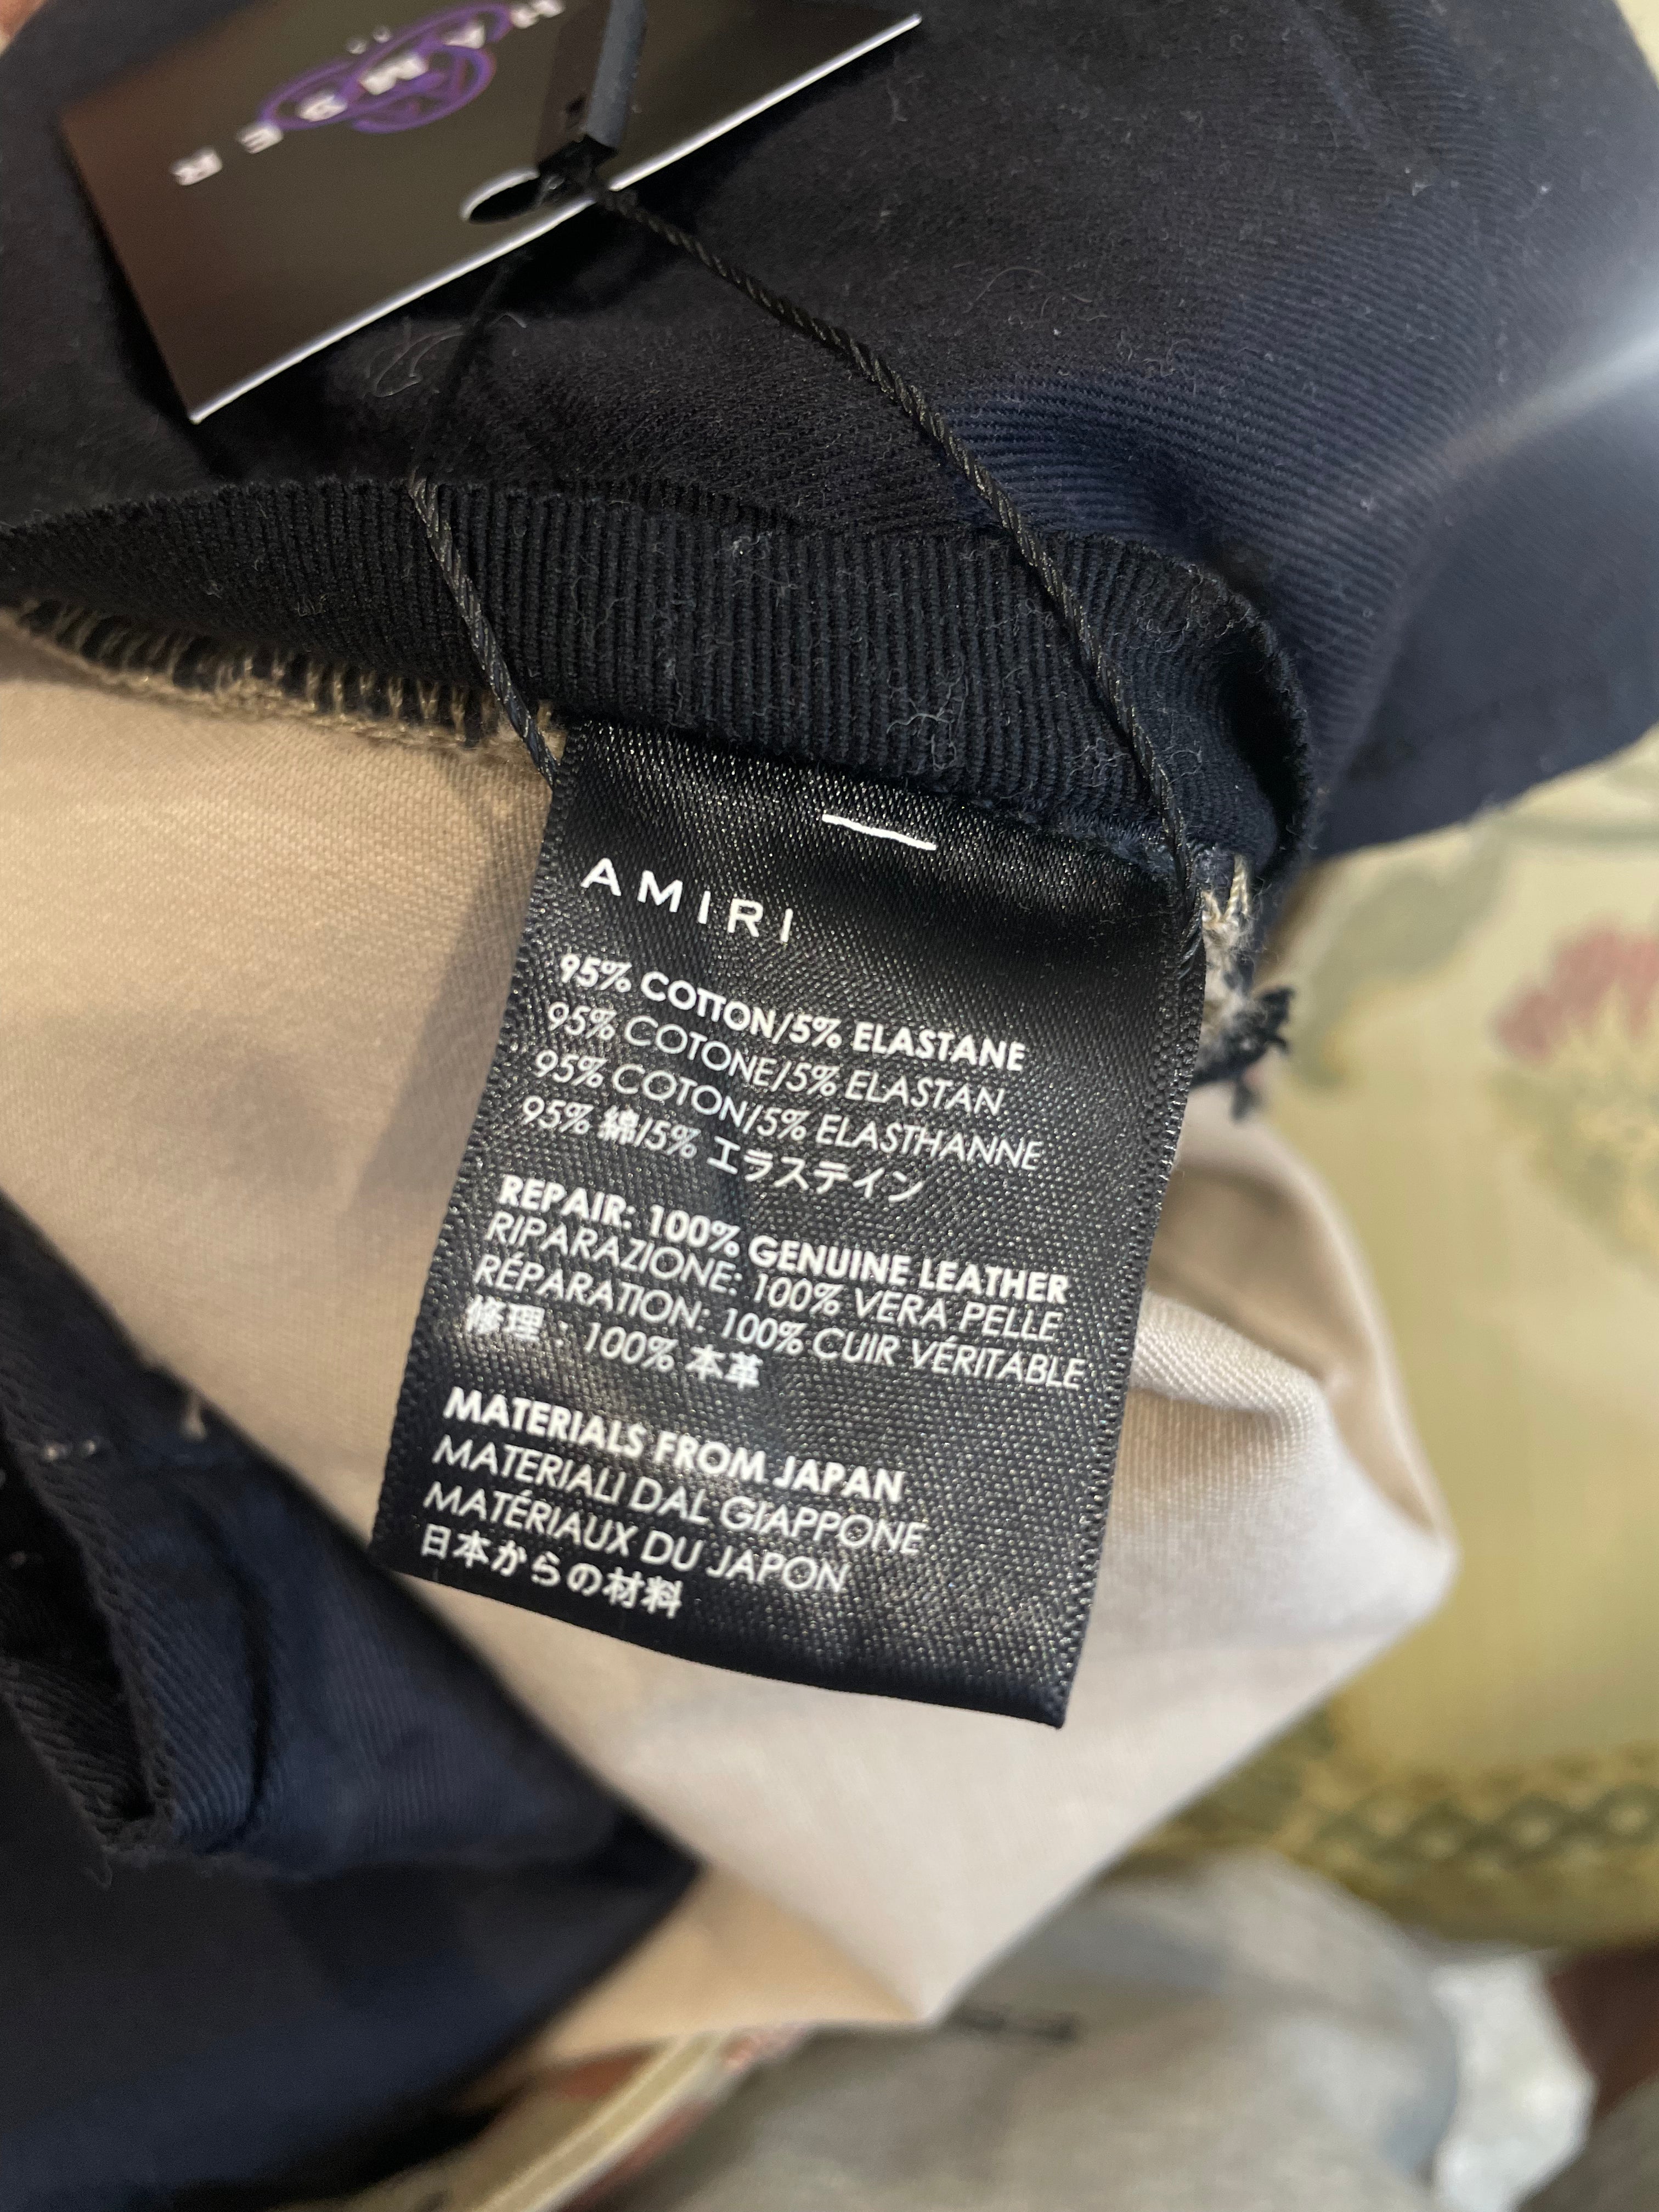 AMIRI
95% COTTON/5% ELASTANE
95% COTONE/5% ELASTAN
95% COTON/5% ELASTHANNE
95% 綿/5% エラステイン
REPAIR: 100% GENUINE LEATHER
RIPARAZIONE: 100% VERA PELLE
RÉPARATION: 100% CUIR VÉRITABLE
修理：100% 本革
MATERIALS FROM JAPAN
MATERIALI DAL GIAPPONE
MATÉRIAUX DU JAPON
日本からの材料